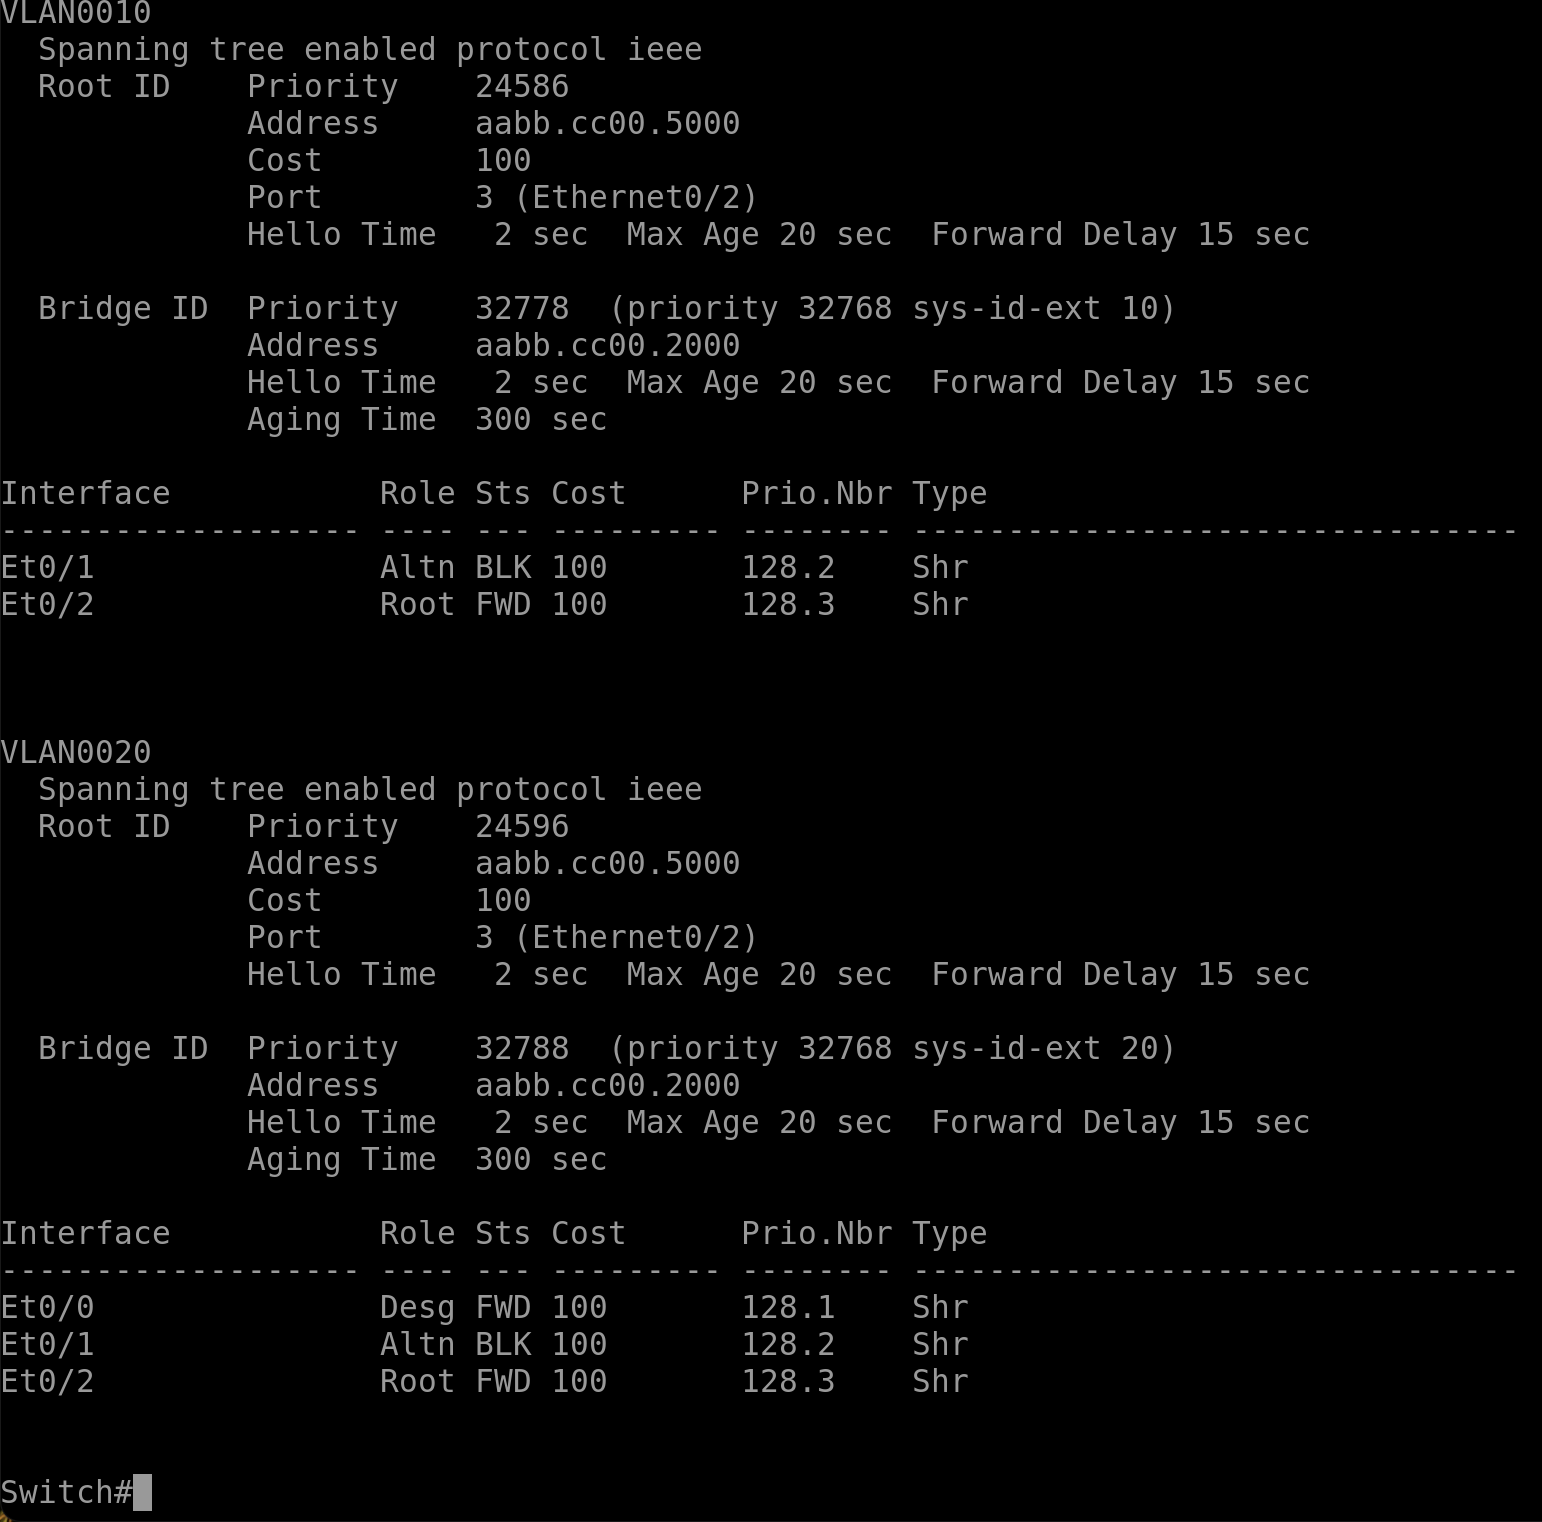 VLAN0010
  Spanning tree enabled protocol ieee
  Root ID    Priority    24586
             Address     aabb.cc00.5000
             Cost        100
             Port        3 (Ethernet0/2)
             Hello Time   2 sec  Max Age 20 sec  Forward Delay 15 sec
  Bridge ID  Priority    32778  (priority 32768 sys-id-ext 10)
             Address     aabb.cc00.2000
             Hello Time   2 sec  Max Age 20 sec  Forward Delay 15 sec
             Aging Time  300 sec
Interface           Role Sts Cost      Prio.Nbr Type
------------------- ---- --- --------- -------- --------------------------------
Et0/1               Altn BLK 100       128.2    Shr
Et0/2               Root FWD 100       128.3    Shr
VLAN0020
  Spanning tree enabled protocol ieee
  Root ID    Priority    24596
             Address     aabb.cc00.5000
             Cost        100
             Port        3 (Ethernet0/2)
             Hello Time   2 sec  Max Age 20 sec  Forward Delay 15 sec
  Bridge ID  Priority    32788  (priority 32768 sys-id-ext 20)
             Address     aabb.cc00.2000
             Hello Time   2 sec  Max Age 20 sec  Forward Delay 15 sec
             Aging Time  300 sec
Interface           Role Sts Cost      Prio.Nbr Type
------------------- ---- --- --------- -------- --------------------------------
Et0/0               Desg FWD 100       128.1    Shr
Et0/1               Altn BLK 100       128.2    Shr
Et0/2               Root FWD 100       128.3    Shr
Switch#